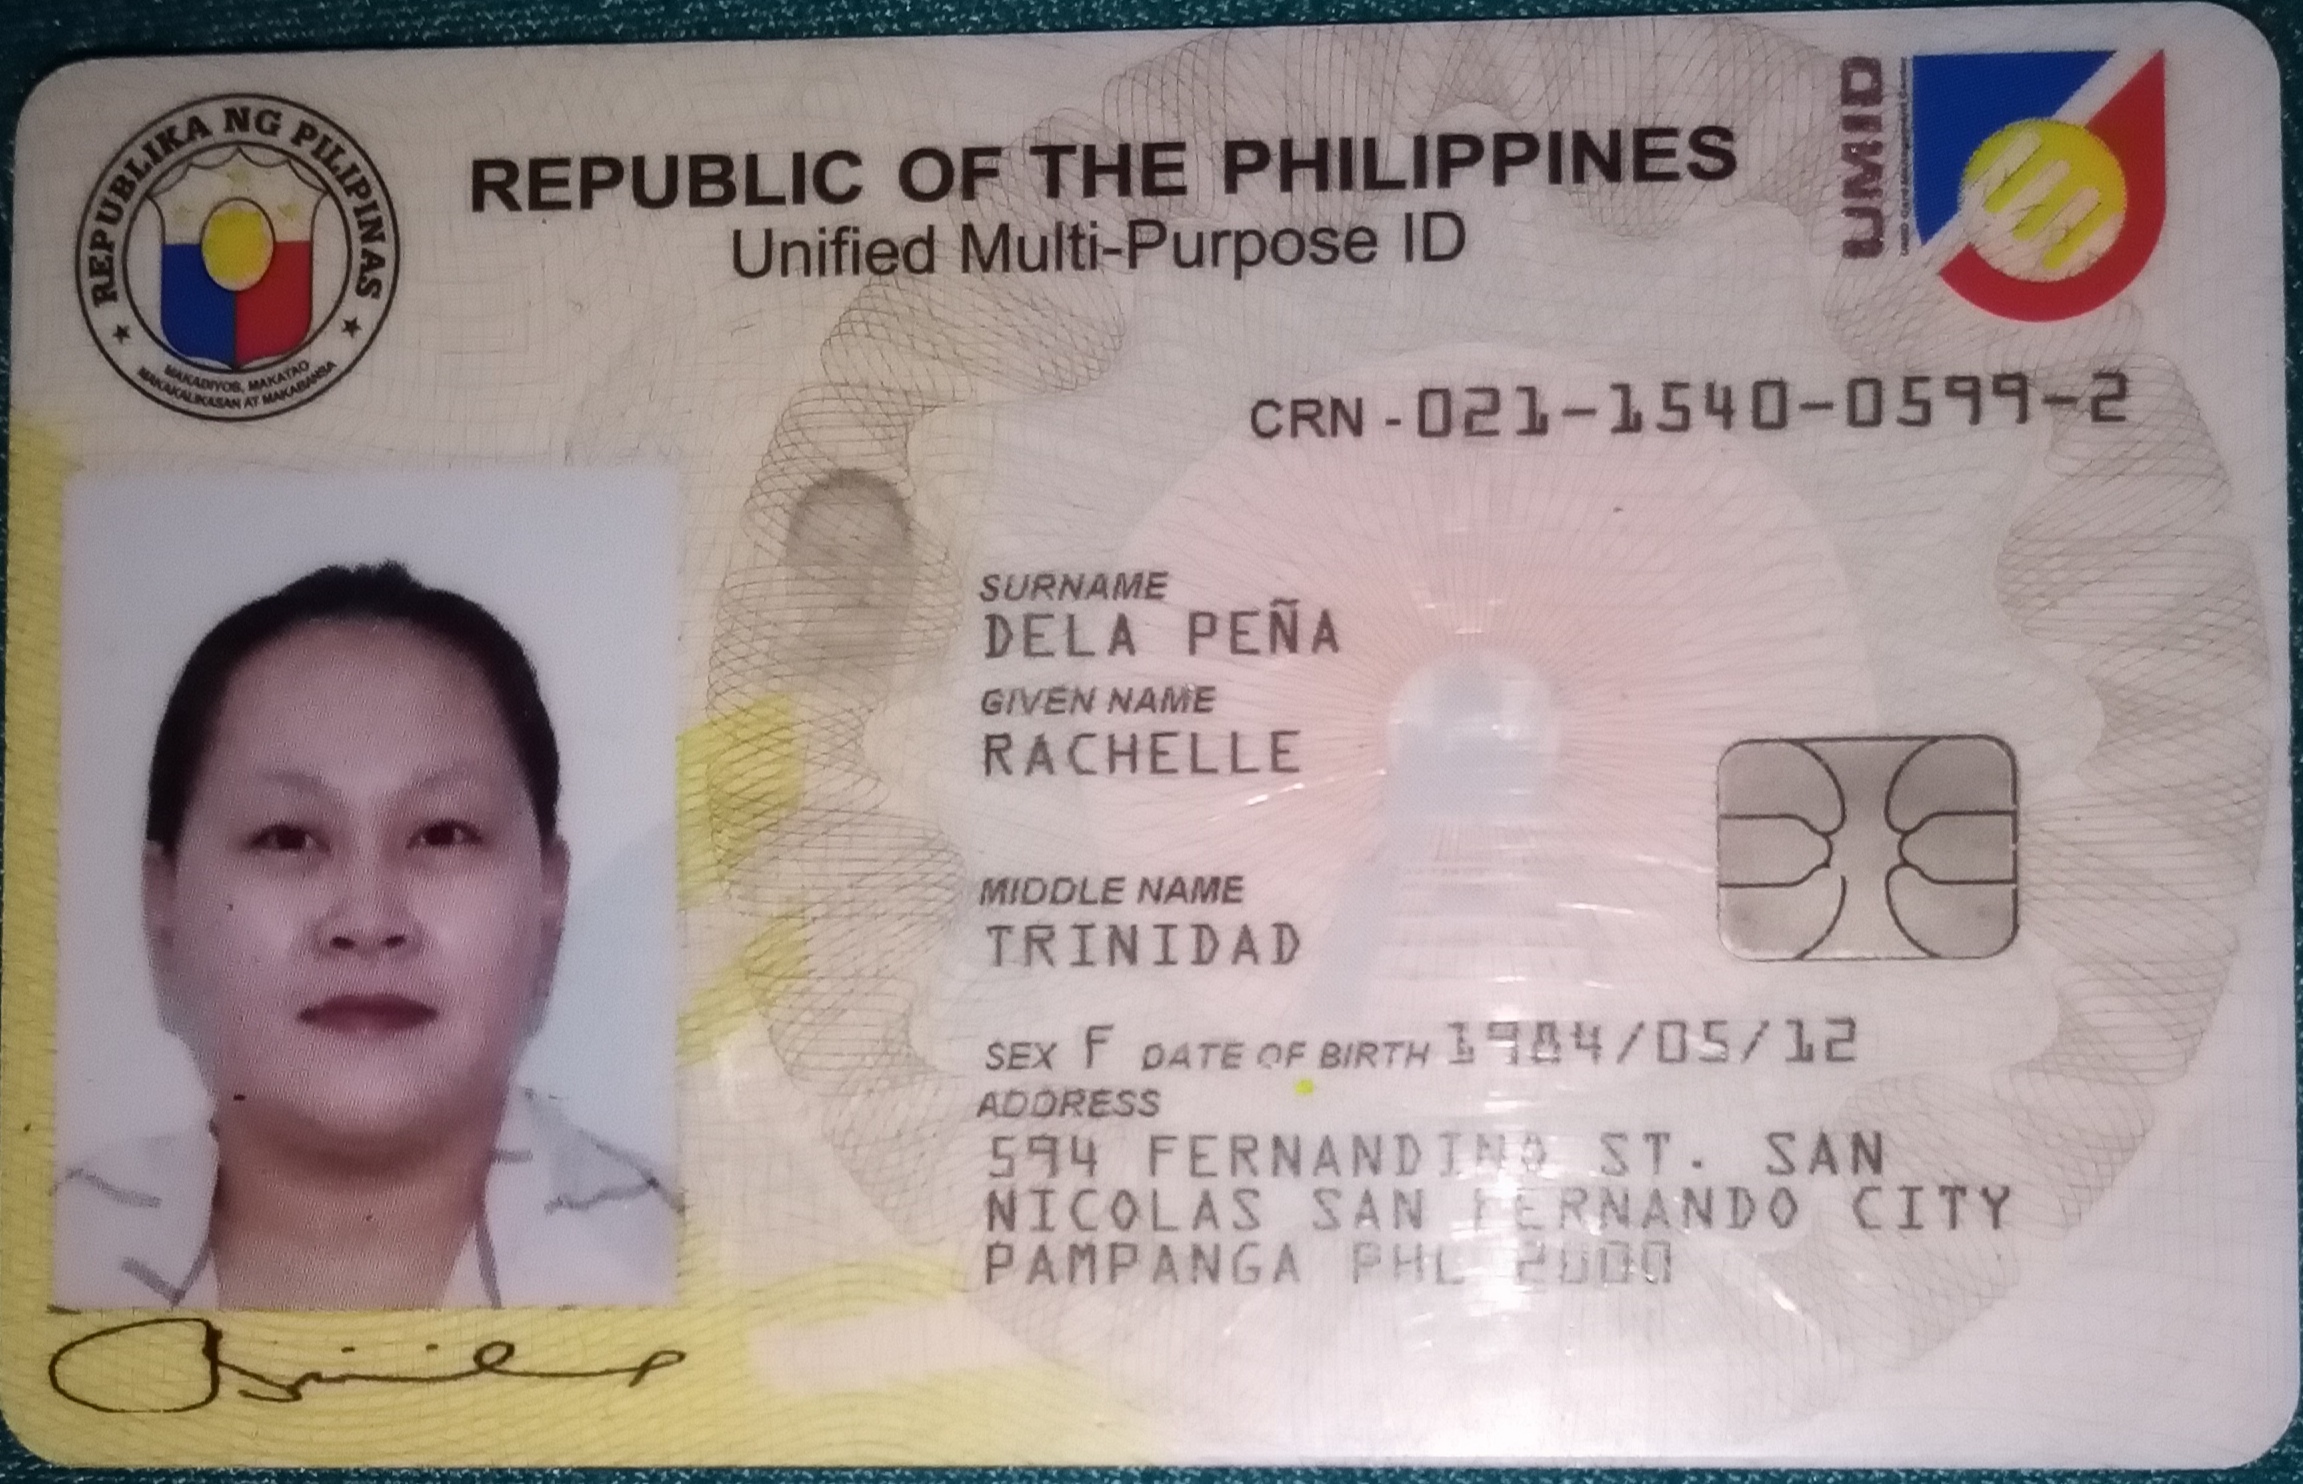 REPUBLIKA NG PILIPINAS
MAKADIYOS, MAKATAO
MAKAKALIKASAN AT MAKABANSA
REPUBLIC OF THE PHILIPPINES
Unified Multi-Purpose ID
UMID
CRN - 021-1540-0599-2
SURNAME
DELA PEÑA
GIVEN NAME
RACHELLE
MIDDLE NAME
TRINIDAD
SEX F DATE OF BIRTH 1984/05/12
ADDRESS
594 FERNANDINO ST. SAN
NICOLAS SAN FERNANDO CITY
PAMPANGA PHL 2000